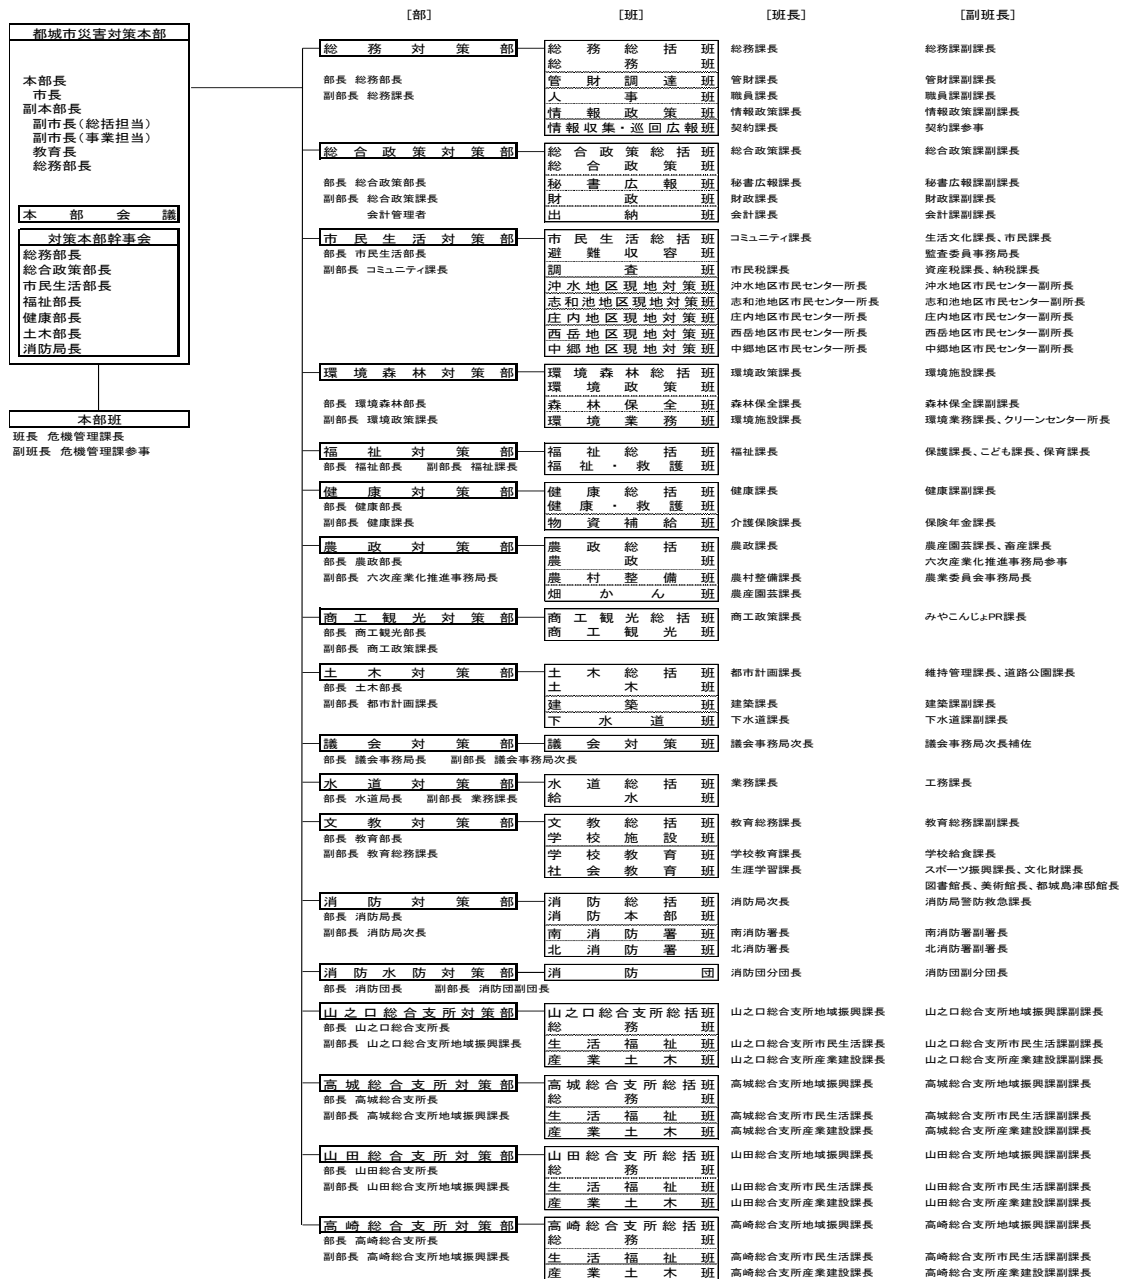 ［部］ ［班］ ［班長］ ［副班長］
都城市災害対策本部
本部長
市長
副本部長
副市長（総括担当）
副市長（事業担当）
教育長
総務部長
本部会議
対策本部幹事会
総務部長
総合政策部長
市民生活部長
福祉部長
健康部長
土木部長
消防局長
本部班
班長 危機管理課長
副班長 危機管理課参事
総務対策部 総務総括班 総務課長 総務課副課長
総務班
部長 総務部長 管財調達班 管財課長 管財課副課長
副部長 総務課長 人事班 職員課長 職員課副課長
情報政策班 情報政策課長 情報政策課副課長
情報収集・巡回広報班 契約課長 契約課参事
総合政策対策部 総合政策総括班 総合政策課長 総合政策課副課長
総合政策班
部長 総合政策部長 秘書広報班 秘書広報課長 秘書広報課副課長
副部長 総合政策課長 財政班 財政課長 財政課副課長
会計管理者 出納班 会計課長 会計課副課長
市民生活対策部 市民生活総括班 コミュニティ課長 生活文化課長、市民課長
部長 市民生活部長 避難収容班 監査委員事務局長
副部長 コミュニティ課長 調査班 市民税課長 資産税課長、納税課長
沖水地区現地対策班 沖水地区市民センター所長 沖水地区市民センター副所長
志和池地区現地対策班 志和池地区市民センター所長 志和池地区市民センター副所長
庄内地区現地対策班 庄内地区市民センター所長 庄内地区市民センター副所長
西岳地区現地対策班 西岳地区市民センター所長 西岳地区市民センター副所長
中郷地区現地対策班 中郷地区市民センター所長 中郷地区市民センター副所長
環境森林対策部 環境森林総括班 環境政策課長 環境施設課長
環境政策班
部長 環境森林部長 森林保全班 森林保全課長 森林保全課副課長
副部長 環境政策課長 環境業務班 環境施設課長 環境業務課長、クリーンセンター所長
福祉対策部 福祉総括班 福祉課長 保護課長、こども課長、保育課長
部長 福祉部長 副部長 福祉課長 福祉・救護班
健康対策部 健康総括班 健康課長 健康課副課長
部長 健康部長 健康・救護班
副部長 健康課長 物資補給班 介護保険課長 保険年金課長
農政対策部 農政総括班 農政課長 農産園芸課長、畜産課長
部長 農政部長 農政班 六次産業化推進事務局参事
副部長 六次産業化推進事務局長 農村整備班 農村整備課長 農業委員会事務局長
畑かん班 農産園芸課長
商工観光対策部 商工観光総括班 商工政策課長 みやこんじょPR課長
部長 商工観光部長 商工観光班
副部長 商工政策課長
土木対策部 土木総括班 都市計画課長 維持管理課長、道路公園課長
部長 土木部長 土木班
副部長 都市計画課長 建築班 建築課長 建築課副課長
下水道班 下水道課長 下水道課副課長
議会対策部 議会対策班 議会事務局次長 議会事務局次長補佐
部長 議会事務局長 副部長 議会事務局次長
水道対策部 水道総括班 業務課長 工務課長
部長 水道局長 副部長 業務課長 給水班
文教対策部 文教総括班 教育総務課長 教育総務課副課長
部長 教育部長 学校施設班
副部長 教育総務課長 学校教育班 学校教育課長 学校給食課長
社会教育班 生涯学習課長 スポーツ振興課長、文化財課長
図書館長、美術館長、都城島津邸館長
消防対策部 消防総括班 消防局次長 消防局警防救急課長
部長 消防局長 消防本部班
副部長 消防局次長 南消防署班 南消防署長 南消防署副署長
北消防署班 北消防署長 北消防署副署長
消防水防対策部 消防団 消防団分団長 消防団副分団長
部長 消防団長 副部長 消防団副団長
山之口総合支所対策部 山之口総合支所総括班 山之口総合支所地域振興課長 山之口総合支所地域振興課副課長
部長 山之口総合支所長 総務班
副部長 山之口総合支所地域振興課長 生活福祉班 山之口総合支所市民生活課長 山之口総合支所市民生活課副課長
産業土木班 山之口総合支所産業建設課長 山之口総合支所産業建設課副課長
高城総合支所対策部 高城総合支所総括班 高城総合支所地域振興課長 高城総合支所地域振興課副課長
部長 高城総合支所長 総務班
副部長 高城総合支所地域振興課長 生活福祉班 高城総合支所市民生活課長 高城総合支所市民生活課副課長
産業土木班 高城総合支所産業建設課長 高城総合支所産業建設課副課長
山田総合支所対策部 山田総合支所総括班 山田総合支所地域振興課長 山田総合支所地域振興課副課長
部長 山田総合支所長 総務班
副部長 山田総合支所地域振興課長 生活福祉班 山田総合支所市民生活課長 山田総合支所市民生活課副課長
産業土木班 山田総合支所産業建設課長 山田総合支所産業建設課副課長
高崎総合支所対策部 高崎総合支所総括班 高崎総合支所地域振興課長 高崎総合支所地域振興課副課長
部長 高崎総合支所長 総務班
副部長 高崎総合支所地域振興課長 生活福祉班 高崎総合支所市民生活課長 高崎総合支所市民生活課副課長
産業土木班 高崎総合支所産業建設課長 高崎総合支所産業建設課副課長